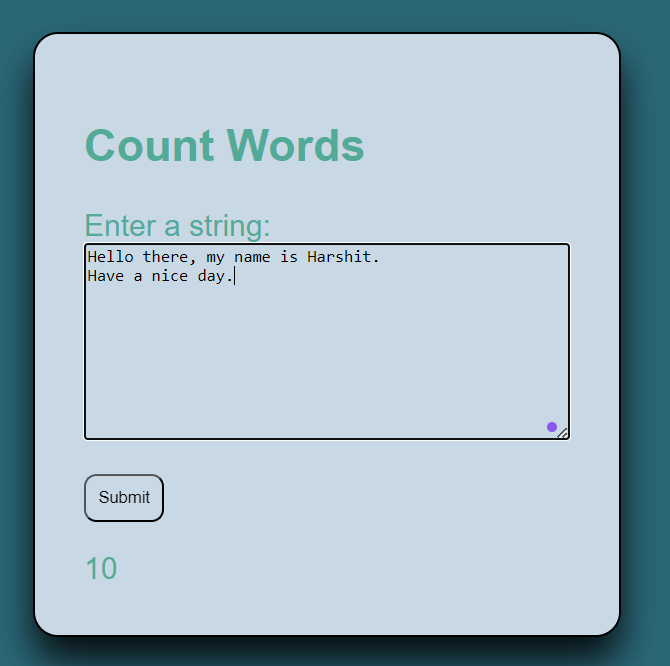 Count Words
Enter a string:
Hello there, my name is Harshit.
Have a nice day.
Submit
10